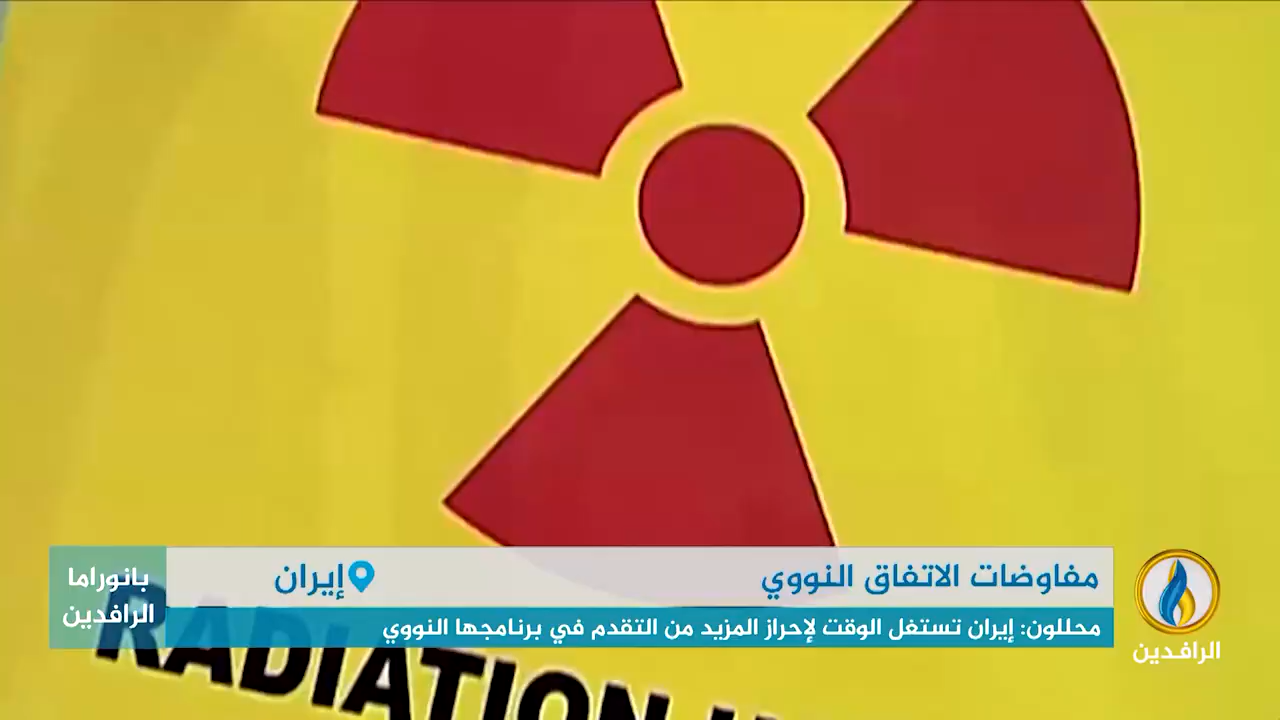 مفاوضات الاتفاق النووي
إيران
محللون: إيران تستغل الوقت لإحراز المزيد من التقدم في برنامجها النووي
بانوراما
الرافدين
الرافدين
RADIATION